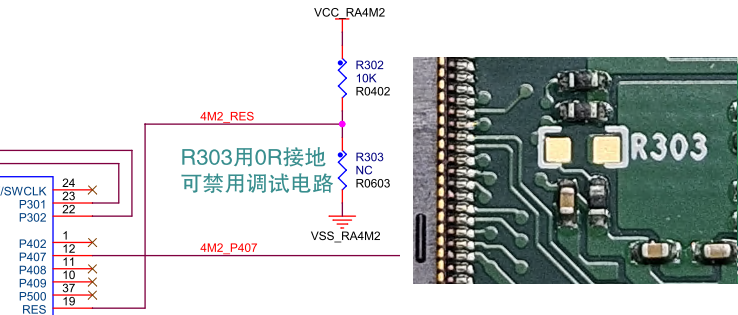 VCC_RA4M2
R302
10K
R0402
4M2_RES
R303用0R接地
可禁用调试电路
R303
NC
R0603
VSS_RA4M2
/SWCLK 24
P301 23
P302 22
P402 1
P407 12
4M2_P407
P408 11
P409 10
P500 37
RES 19
R303